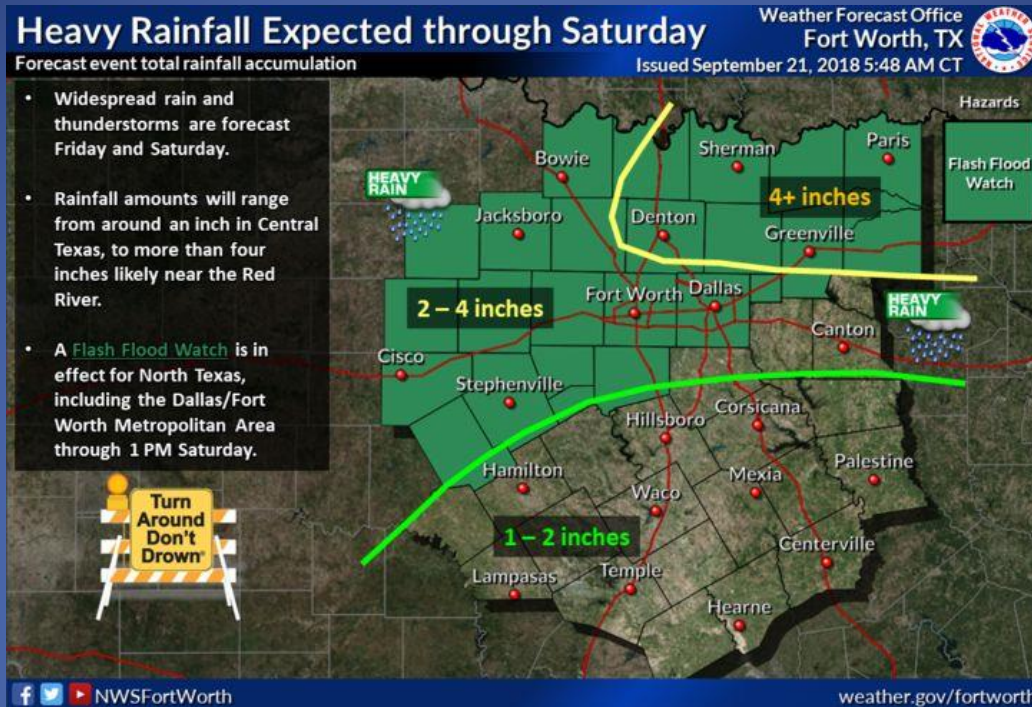 Heavy Rainfall Expected through Saturday
Forecast event total rainfall accumulation
Weather Forecast Office
Fort Worth, TX
Issued September 21, 2018 5:48 AM CT
• Widespread rain and
thunderstorms are forecast
Friday and Saturday.
• Rainfall amounts will range
from around an inch in Central
Texas, to more than four
inches likely near the Red
River.
• A Flash Flood Watch is in
effect for North Texas,
including the Dallas/Fort
Worth Metropolitan Area
through 1 PM Saturday.
Turn
Around
Don't
Drown®
Hazards
Flash Flood
Watch
HEAVY
RAIN
Bowie
Sherman
Paris
4+ inches
Jacksboro
Denton
Greenville
2 – 4 inches
Fort Worth
Dallas
HEAVY
RAIN
Canton
Cisco
Stephenville
Hillsboro
Corsicana
Hamilton
Waco
Mexia
Palestine
1 – 2 inches
Centerville
Lampasas
Temple
Hearne
NWSFortWorth
weather.gov/fortworth